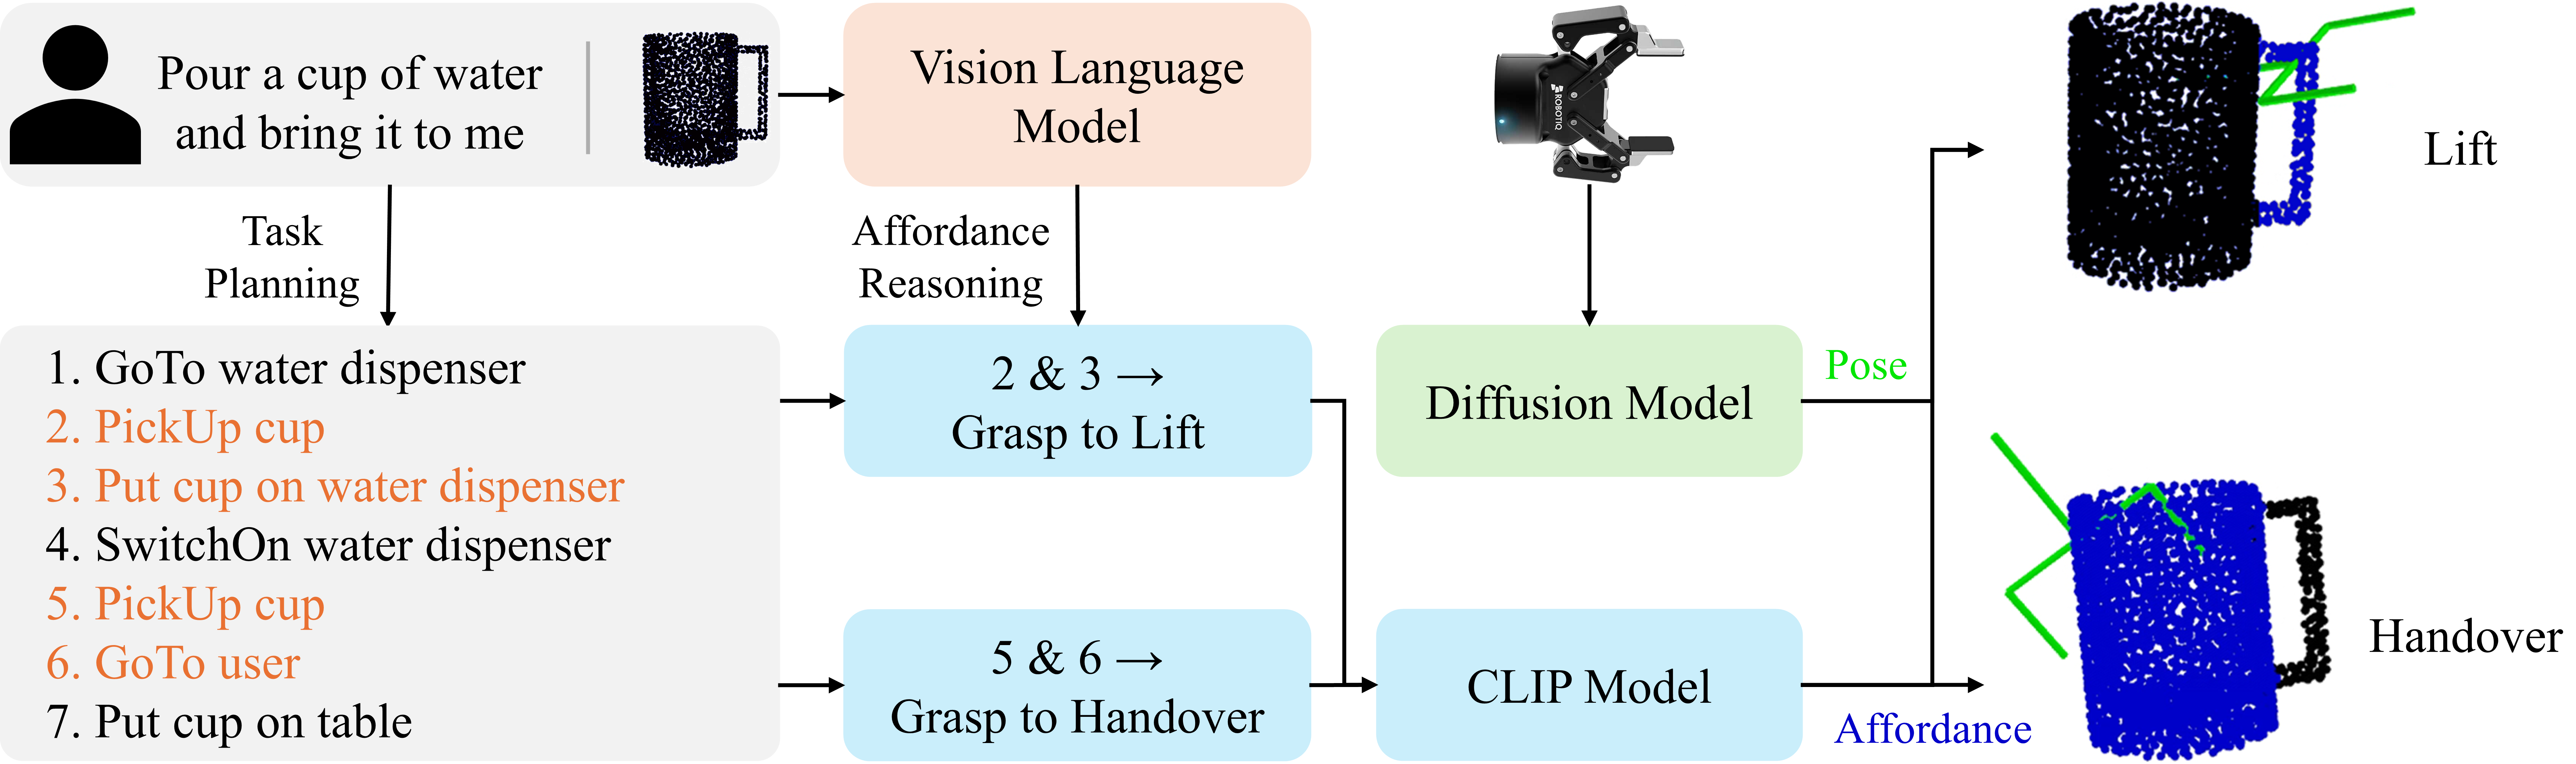 Pour a cup of water
and bring it to me
Vision Language
Model
ROBOTIQ
Lift
Task
Planning
Affordance
Reasoning
1. GoTo water dispenser
2. PickUp cup
3. Put cup on water dispenser
4. SwitchOn water dispenser
5. PickUp cup
6. GoTo user
7. Put cup on table
2 & 3 →
Grasp to Lift
Diffusion Model
Pose
5 & 6 →
Grasp to Handover
CLIP Model
Affordance
Handover